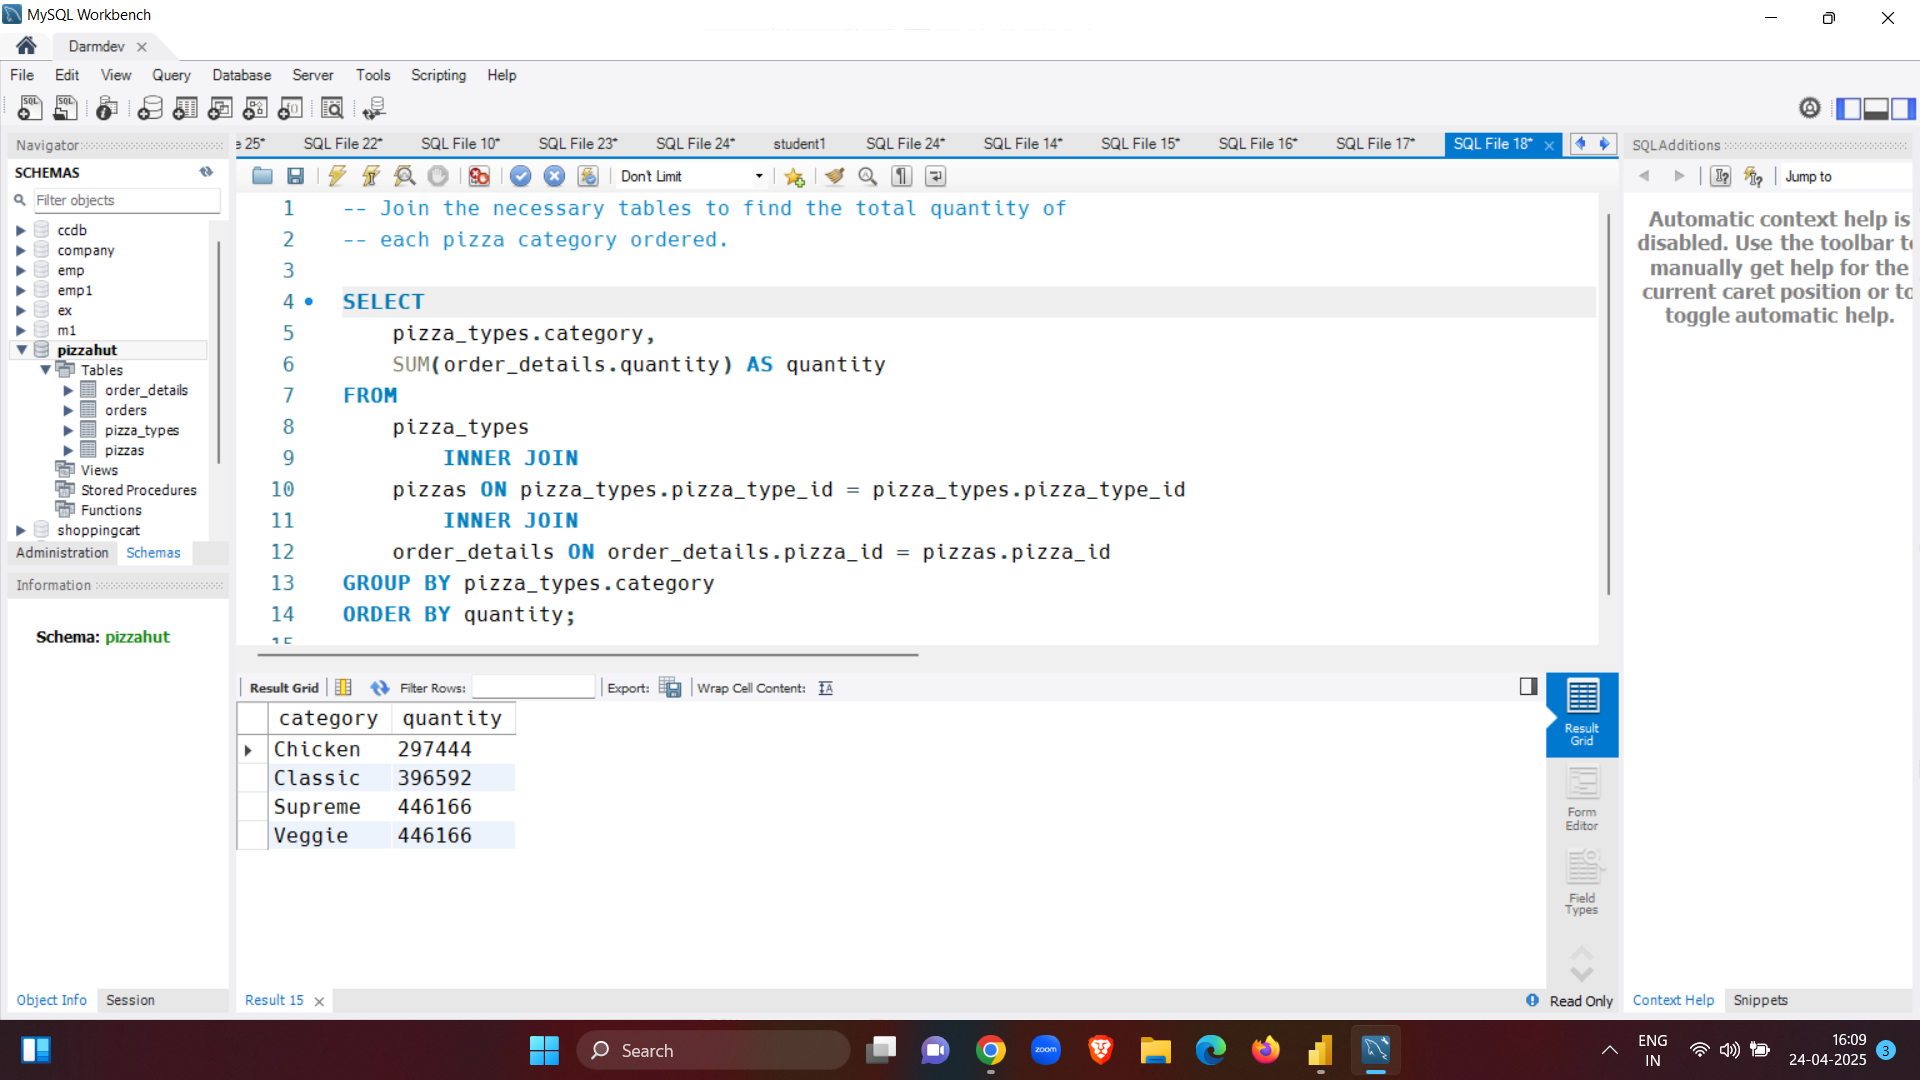 MySQL Workbench
Darmdev
File Edit View Query Database Server Tools Scripting Help
Navigator
SCHEMAS
Filter objects
ccdb
company
emp
emp1
ex
m1
pizzahut
Tables
order_details
orders
pizza_types
pizzas
Views
Stored Procedures
Functions
shoppingcart
Administration Schemas
Information
Schema: pizzahut
Object Info Session
e 25* SQL File 22* SQL File 10* SQL File 23* SQL File 24* student1 SQL File 24* SQL File 14* SQL File 15* SQL File 16* SQL File 17* SQL File 18*
Don't Limit
1 -- Join the necessary tables to find the total quantity of
2 -- each pizza category ordered.
3
4 SELECT
5 pizza_types.category,
6 SUM(order_details.quantity) AS quantity
7 FROM
8 pizza_types
9 INNER JOIN
10 pizzas ON pizza_types.pizza_type_id = pizza_types.pizza_type_id
11 INNER JOIN
12 order_details ON order_details.pizza_id = pizzas.pizza_id
13 GROUP BY pizza_types.category
14 ORDER BY quantity;
15
Result Grid Filter Rows: Export: Wrap Cell Content:
category quantity
Chicken 297444
Classic 396592
Supreme 446166
Veggie 446166
Result
Grid
Form
Editor
Field
Types
Result 15
Read Only
SQLAdditions
Jump to
Automatic context help is
disabled. Use the toolbar to
manually get help for the
current caret position or to
toggle automatic help.
Context Help Snippets
Search
zoom
ENG
IN
16:09
24-04-2025
3